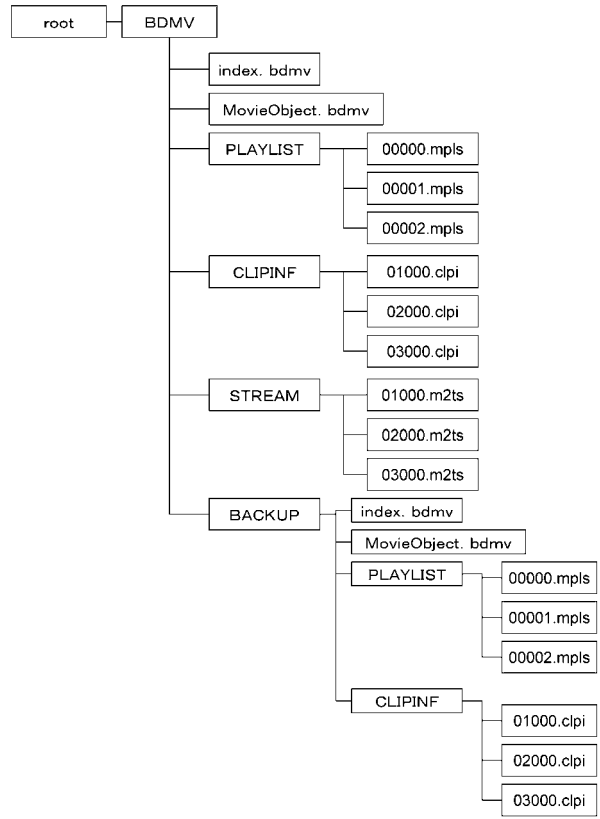 root
BDMV
index. bdmv
MovieObject. bdmv
PLAYLIST
00000.mpls
00001.mpls
00002.mpls
CLIPINF
01000.clpi
02000.clpi
03000.clpi
STREAM
01000.m2ts
02000.m2ts
03000.m2ts
BACKUP
index. bdmv
MovieObject. bdmv
PLAYLIST
00000.mpls
00001.mpls
00002.mpls
CLIPINF
01000.clpi
02000.clpi
03000.clpi